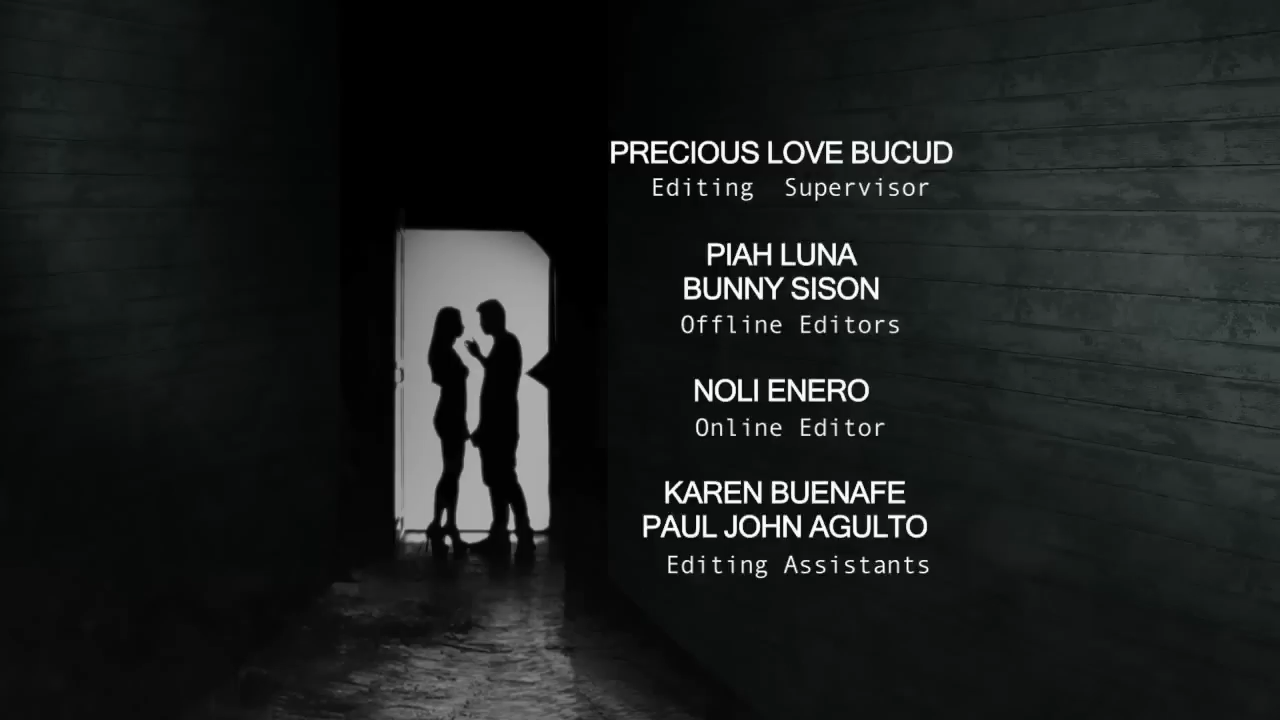 PRECIOUS LOVE BUCUD
Editing Supervisor
PIAH LUNA
BUNNY SISON
Offline Editors
NOLI ENERO
Online Editor
KAREN BUENAFE
PAUL JOHN AGULTO
Editing Assistants